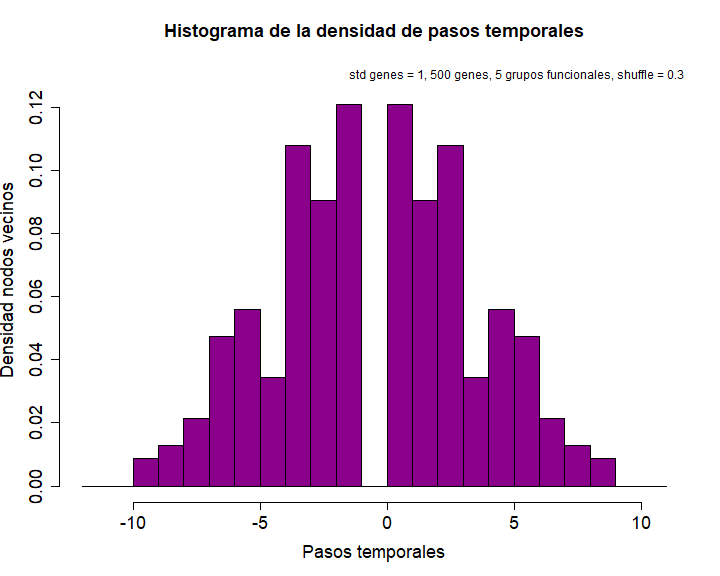 Histograma de la densidad de pasos temporales
std genes = 1, 500 genes, 5 grupos funcionales, shuffle = 0.3
Densidad nodos vecinos
0.12
0.10
0.08
0.06
0.04
0.02
0.00
-10 -5 0 5 10
Pasos temporales